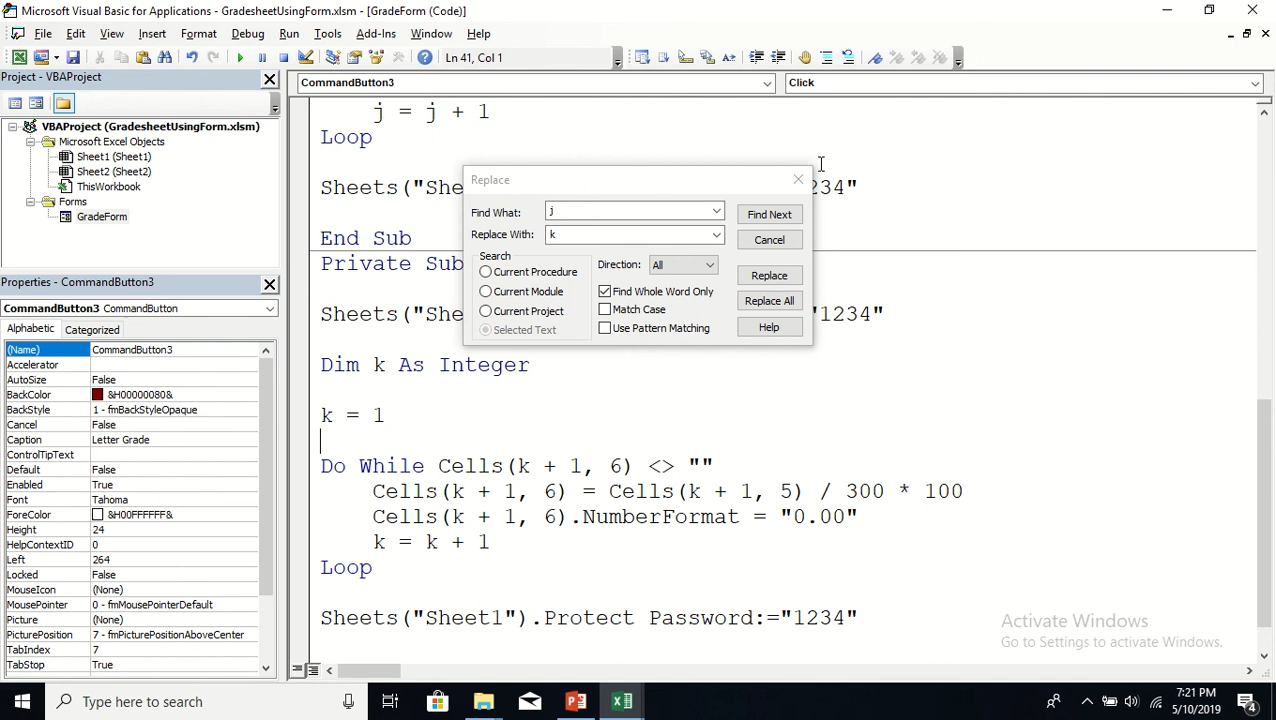 Microsoft Visual Basic for Applications - GradesheetUsingForm.xlsm - [GradeForm (Code)]
File Edit View Insert Format Debug Run Tools Add-Ins Window Help
Ln 41, Col 1
Project - VBAProject
CommandButton3
Click
VBAProject (GradesheetUsingForm.xlsm)
Microsoft Excel Objects
Sheet1 (Sheet1)
Sheet2 (Sheet2)
ThisWorkbook
Forms
GradeForm
Properties - CommandButton3
CommandButton3 CommandButton
Alphabetic Categorized
(Name) CommandButton3
Accelerator
AutoSize False
BackColor &H00000080&
BackStyle 1 - fmBackStyleOpaque
Cancel False
Caption Letter Grade
ControlTipText
Default False
Enabled True
Font Tahoma
ForeColor &H00FFFFFF&
Height 24
HelpContextID 0
Left 264
Locked False
MouseIcon (None)
MousePointer 0 - fmMousePointerDefault
Picture (None)
PicturePosition 7 - fmPicturePositionAboveCenter
TabIndex 7
TabStop True
j = j + 1
Loop
Sheets("She 234"
End Sub
Private Sub
Sheets("She "1234"
Dim k As Integer
k = 1
Do While Cells(k + 1, 6) <> ""
Cells(k + 1, 6) = Cells(k + 1, 5) / 300 * 100
Cells(k + 1, 6).NumberFormat = "0.00"
k = k + 1
Loop
Sheets("Sheet1").Protect Password:="1234"
Replace
Find What: j
Find Next
Replace With: k
Cancel
Search
Current Procedure
Current Module
Current Project
Selected Text
Direction: All
Find Whole Word Only
Match Case
Use Pattern Matching
Replace
Replace All
Help
Activate Windows
Go to Settings to activate Windows.
Type here to search
7:21 PM
5/10/2019
4